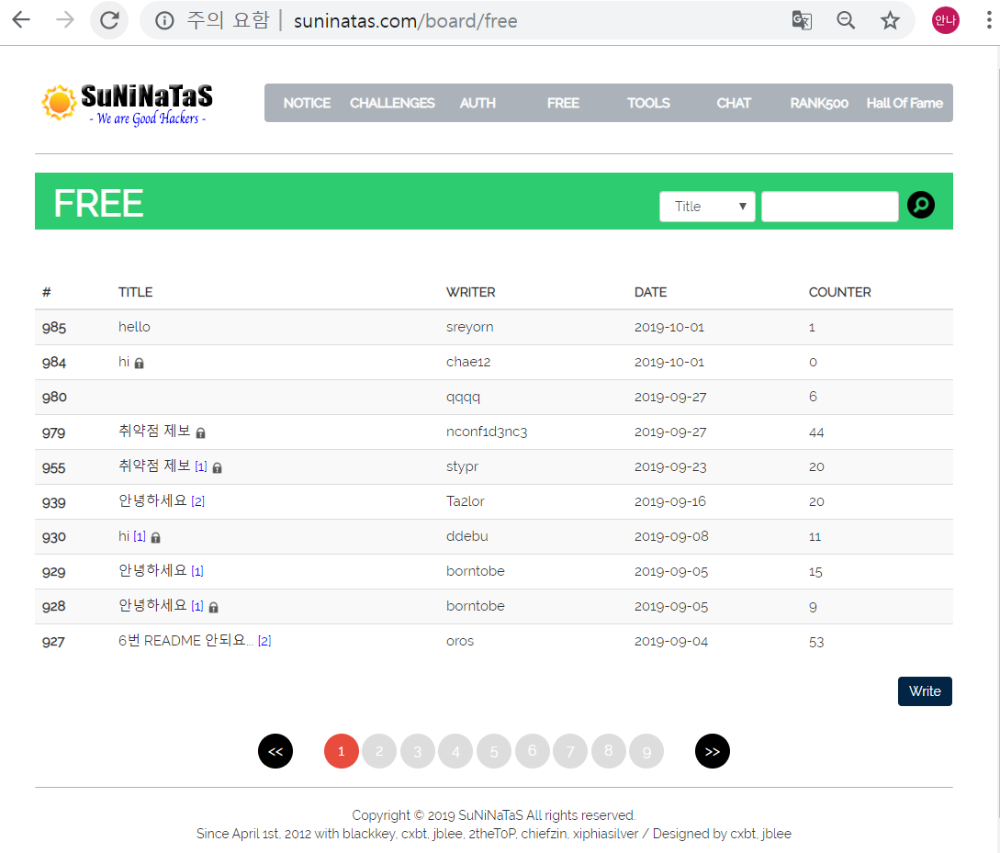 주의 요함 | suninatas.com/board/free 안나
SuNiNaTaS
- We are Good Hackers -
NOTICE CHALLENGES AUTH FREE TOOLS CHAT RANK500 Hall Of Fame
FREE Title
# TITLE WRITER DATE COUNTER
985 hello sreyorn 2019-10-01 1
984 hi chae12 2019-10-01 0
980 qqqq 2019-09-27 6
979 취약점 제보 nconf1d3nc3 2019-09-27 44
955 취약점 제보 [1] stypr 2019-09-23 20
939 안녕하세요 [2] Ta2lor 2019-09-16 20
930 hi [1] ddebu 2019-09-08 11
929 안녕하세요 [1] borntobe 2019-09-05 15
928 안녕하세요 [1] borntobe 2019-09-05 9
927 6번 README 안되요... [2] oros 2019-09-04 53
Write
<< 1 2 3 4 5 6 7 8 9 >>
Copyright © 2019 SuNiNaTaS All rights reserved.
Since April 1st, 2012 with blackkey, cxbt, jblee, 2theT0P, chiefzin, xiphiasilver / Designed by cxbt, jblee